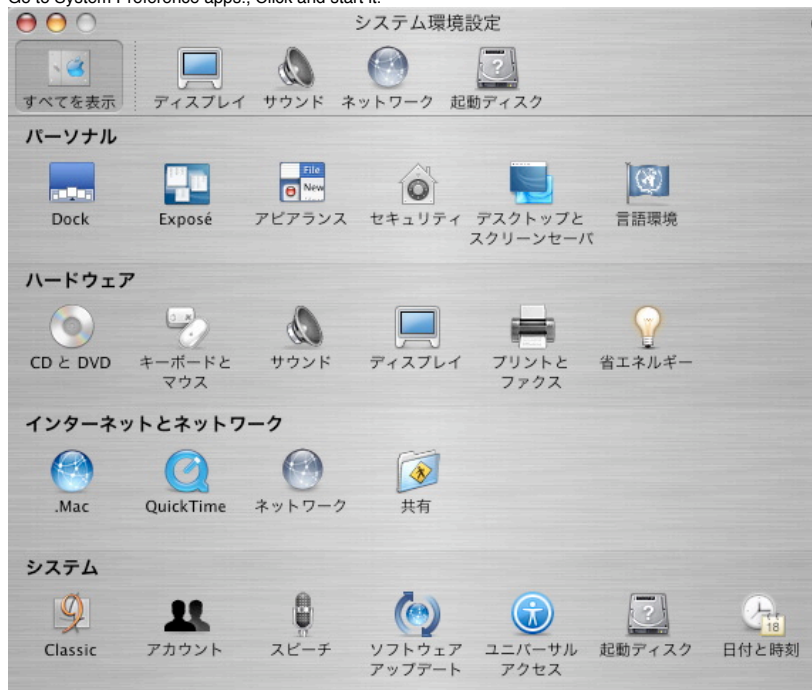 Go to System Preference apps., Click and start it.
システム環境設定
すべてを表示 ディスプレイ サウンド ネットワーク 起動ディスク
パーソナル
File
New
Dock Exposé アピアランス セキュリティ デスクトップと 言語環境
スクリーンセーバ
ハードウェア
CD と DVD キーボードと サウンド ディスプレイ プリントと 省エネルギー
マウス ファクス
インターネットとネットワーク
.Mac QuickTime ネットワーク 共有
システム
18
Classic アカウント スピーチ ソフトウェア ユニバーサル 起動ディスク 日付と時刻
アップデート アクセス